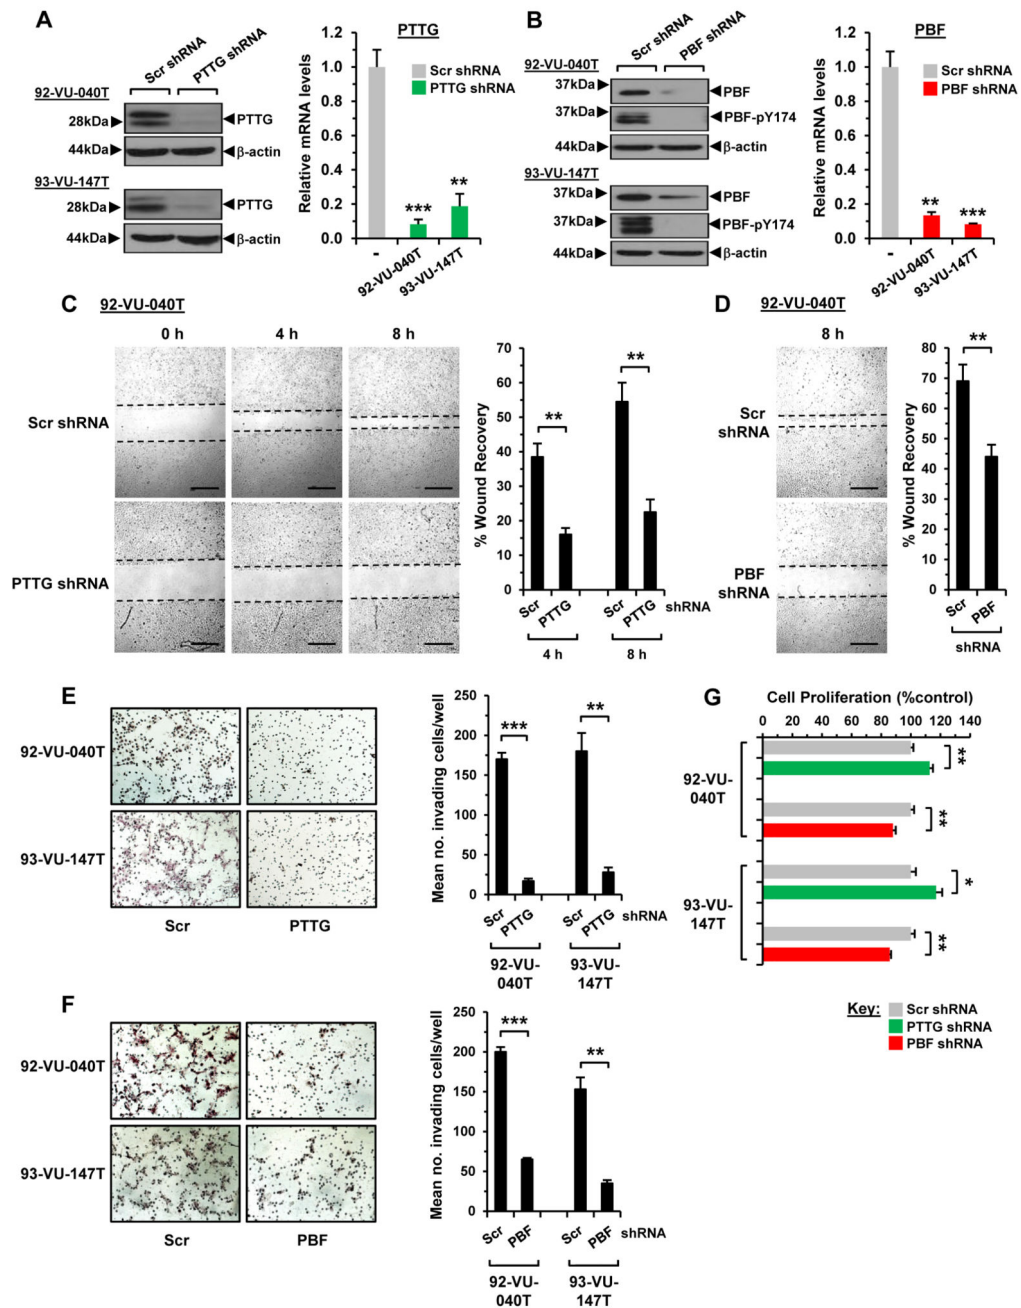 A
Scr shRNA
PTTG shRNA
92-VU-040T
28kDa
PTTG
44kDa
β-actin
93-VU-147T
28kDa
PTTG
44kDa
β-actin
PTTG
Relative mRNA levels
1.2
1.0
0.8
0.6
0.4
0.2
0.0
Scr shRNA
PTTG shRNA
***
**
-
92-VU-040T
93-VU-147T
B
Scr shRNA
PBF shRNA
92-VU-040T
37kDa
PBF
37kDa
PBF-pY174
44kDa
β-actin
93-VU-147T
37kDa
PBF
37kDa
PBF-pY174
44kDa
β-actin
PBF
Relative mRNA levels
1.2
1.0
0.8
0.6
0.4
0.2
0.0
Scr shRNA
PBF shRNA
**
***
-
92-VU-040T
93-VU-147T
C
92-VU-040T
0 h
4 h
8 h
Scr shRNA
PTTG shRNA
% Wound Recovery
70
60
50
40
30
20
10
0
**
**
Scr
PTTG
Scr
PTTG
shRNA
4 h
8 h
D
92-VU-040T
8 h
Scr
shRNA
PBF
shRNA
% Wound Recovery
80
70
60
50
40
30
20
10
0
**
Scr
PBF
shRNA
E
92-VU-040T
93-VU-147T
Scr
PTTG
Mean no. invading cells/well
250
200
150
100
50
0
***
**
Scr
PTTG
Scr
PTTG
shRNA
92-VU-
040T
93-VU-
147T
F
92-VU-040T
93-VU-147T
Scr
PBF
Mean no. invading cells/well
250
200
150
100
50
0
***
**
Scr
PBF
Scr
PBF
shRNA
92-VU-
040T
93-VU-
147T
G
Cell Proliferation (%control)
0 20 40 60 80 100 120 140
92-VU-
040T
**
**
93-VU-
147T
*
**
Key:
Scr shRNA
PTTG shRNA
PBF shRNA